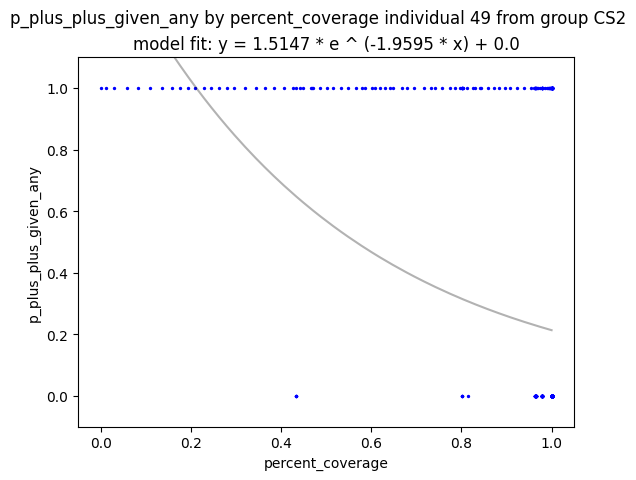 p_plus_plus_given_any by percent_coverage individual 49 from group CS2
model fit: y = 1.5147 * e ^ (-1.9595 * x) + 0.0
1.0
0.8
0.6
0.4
0.2
0.0
p_plus_plus_given_any
0.0 0.2 0.4 0.6 0.8 1.0
percent_coverage